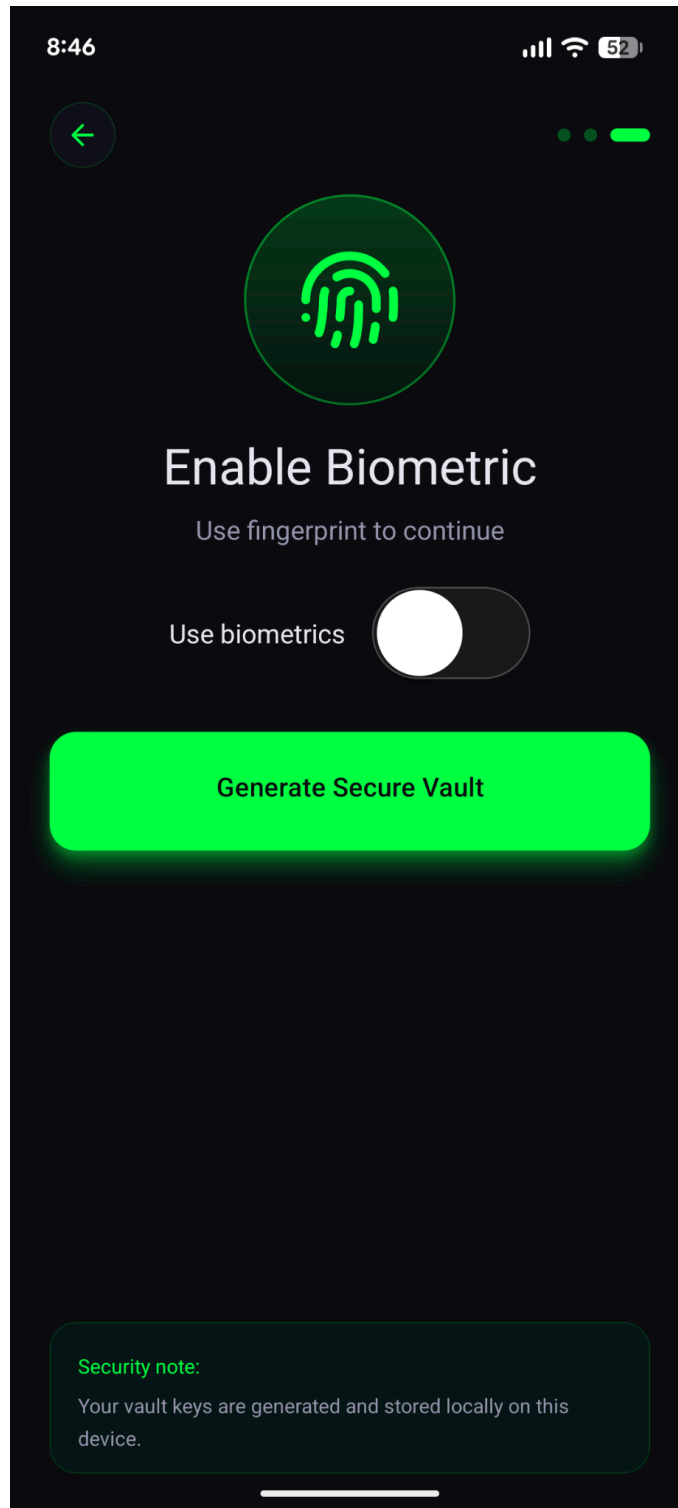 8:46
52
Enable Biometric
Use fingerprint to continue
Use biometrics
Generate Secure Vault
Security note:
Your vault keys are generated and stored locally on this
device.